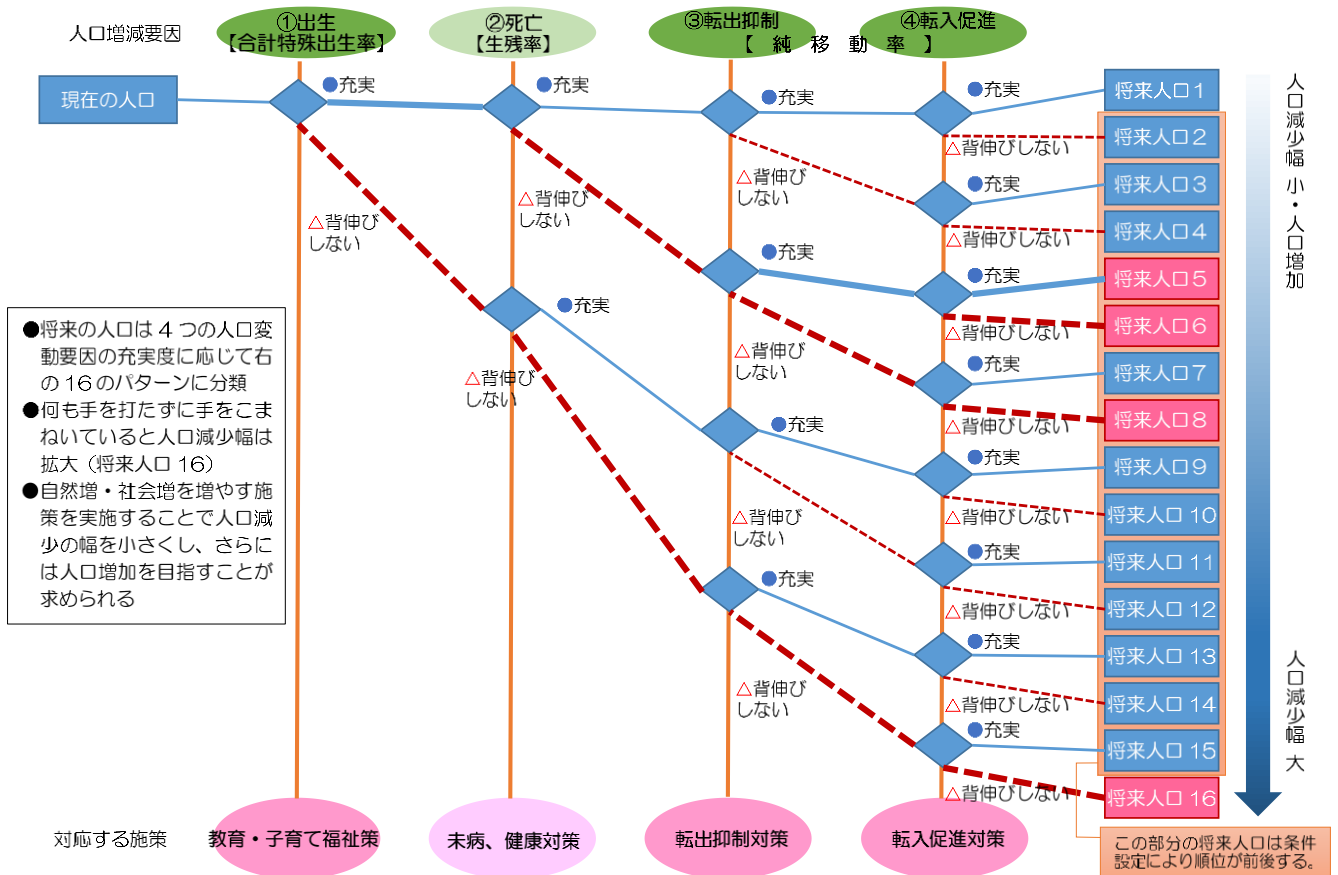 人口増減要因
①出生
【合計特殊出生率】
②死亡
【生残率】
③転出抑制
④転入促進
【 純 移 動 率 】
現在の人口
●充実
●充実
●充実
●充実
将来人口1
△背伸びしない
将来人口2
△背伸び
しない
●充実
将来人口3
△背伸びしない
将来人口4
△背伸び
しない
△背伸び
しない
●充実
●充実
将来人口5
△背伸びしない
将来人口6
△背伸び
しない
●充実
将来人口7
△背伸びしない
将来人口8
●充実
△背伸び
しない
●充実
●充実
将来人口9
△背伸びしない
将来人口 10
△背伸び
しない
●充実
将来人口 11
△背伸びしない
将来人口 12
●充実
●充実
将来人口 13
△背伸びしない
将来人口 14
△背伸び
しない
●充実
将来人口 15
△背伸びしない
将来人口 16
●将来の人口は 4 つの人口変
動要因の充実度に応じて右
の 16 のパターンに分類
●何も手を打たずに手をこま
ねいていると人口減少幅は
拡大（将来人口 16）
●自然増・社会増を増やす施
策を実施することで人口減
少の幅を小さくし、さらに
は人口増加を目指すことが
求められる
人口減少幅 小・人口増加
人口減少幅 大
対応する施策
教育・子育て福祉策
未病、健康対策
転出抑制対策
転入促進対策
この部分の将来人口は条件
設定により順位が前後する。